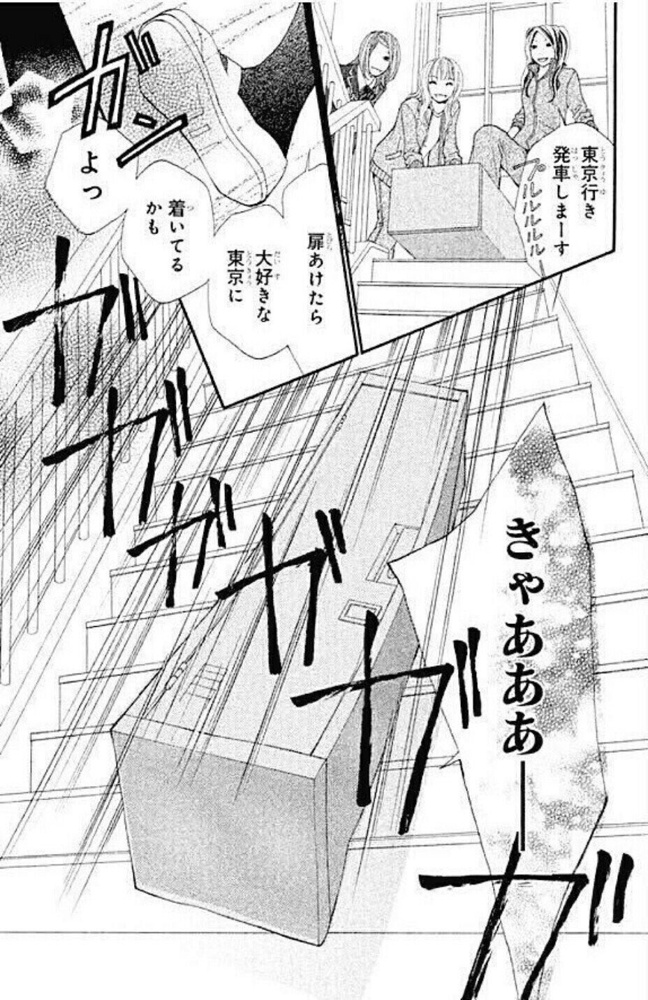 東京行き
発車しまーす
プルルルルル
扉あけたら
大好きな
東京に
着いてる
かも
よっ
ガンッ
きゃあああー
ガ
ガ
ガ
ガ
ガ
ガ